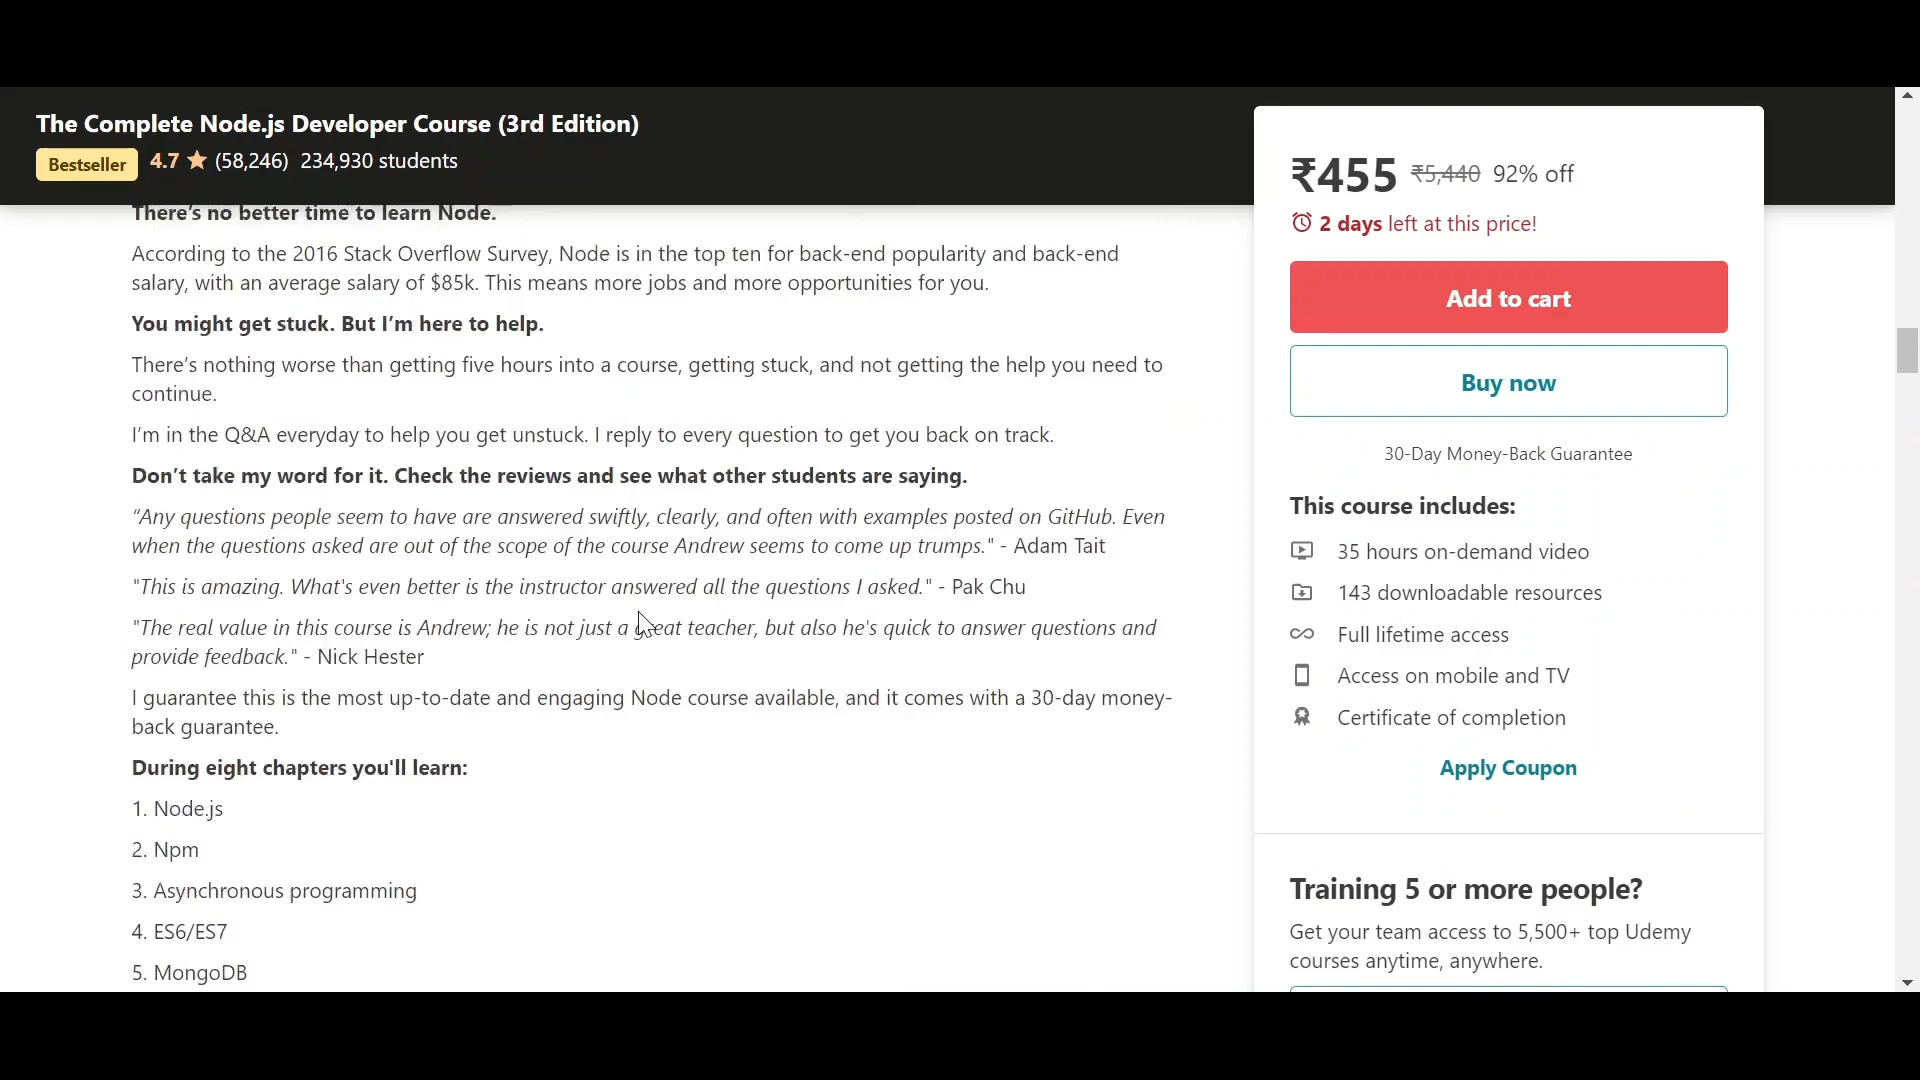 The Complete Node.js Developer Course (3rd Edition)
Bestseller 4.7 (58,246) 234,930 students
There's no better time to learn Node.
According to the 2016 Stack Overflow Survey, Node is in the top ten for back-end popularity and back-end
salary, with an average salary of $85k. This means more jobs and more opportunities for you.
You might get stuck. But I’m here to help.
There’s nothing worse than getting five hours into a course, getting stuck, and not getting the help you need to
continue.
I’m in the Q&A everyday to help you get unstuck. I reply to every question to get you back on track.
Don’t take my word for it. Check the reviews and see what other students are saying.
“Any questions people seem to have are answered swiftly, clearly, and often with examples posted on GitHub. Even
when the questions asked are out of the scope of the course Andrew seems to come up trumps." - Adam Tait
"This is amazing. What's even better is the instructor answered all the questions I asked." - Pak Chu
"The real value in this course is Andrew; he is not just a great teacher, but also he's quick to answer questions and
provide feedback." - Nick Hester
I guarantee this is the most up-to-date and engaging Node course available, and it comes with a 30-day money-
back guarantee.
During eight chapters you'll learn:
1. Node.js
2. Npm
3. Asynchronous programming
4. ES6/ES7
5. MongoDB
₹455 ₹5,440 92% off
2 days left at this price!
Add to cart
Buy now
30-Day Money-Back Guarantee
This course includes:
35 hours on-demand video
143 downloadable resources
Full lifetime access
Access on mobile and TV
Certificate of completion
Apply Coupon
Training 5 or more people?
Get your team access to 5,500+ top Udemy
courses anytime, anywhere.